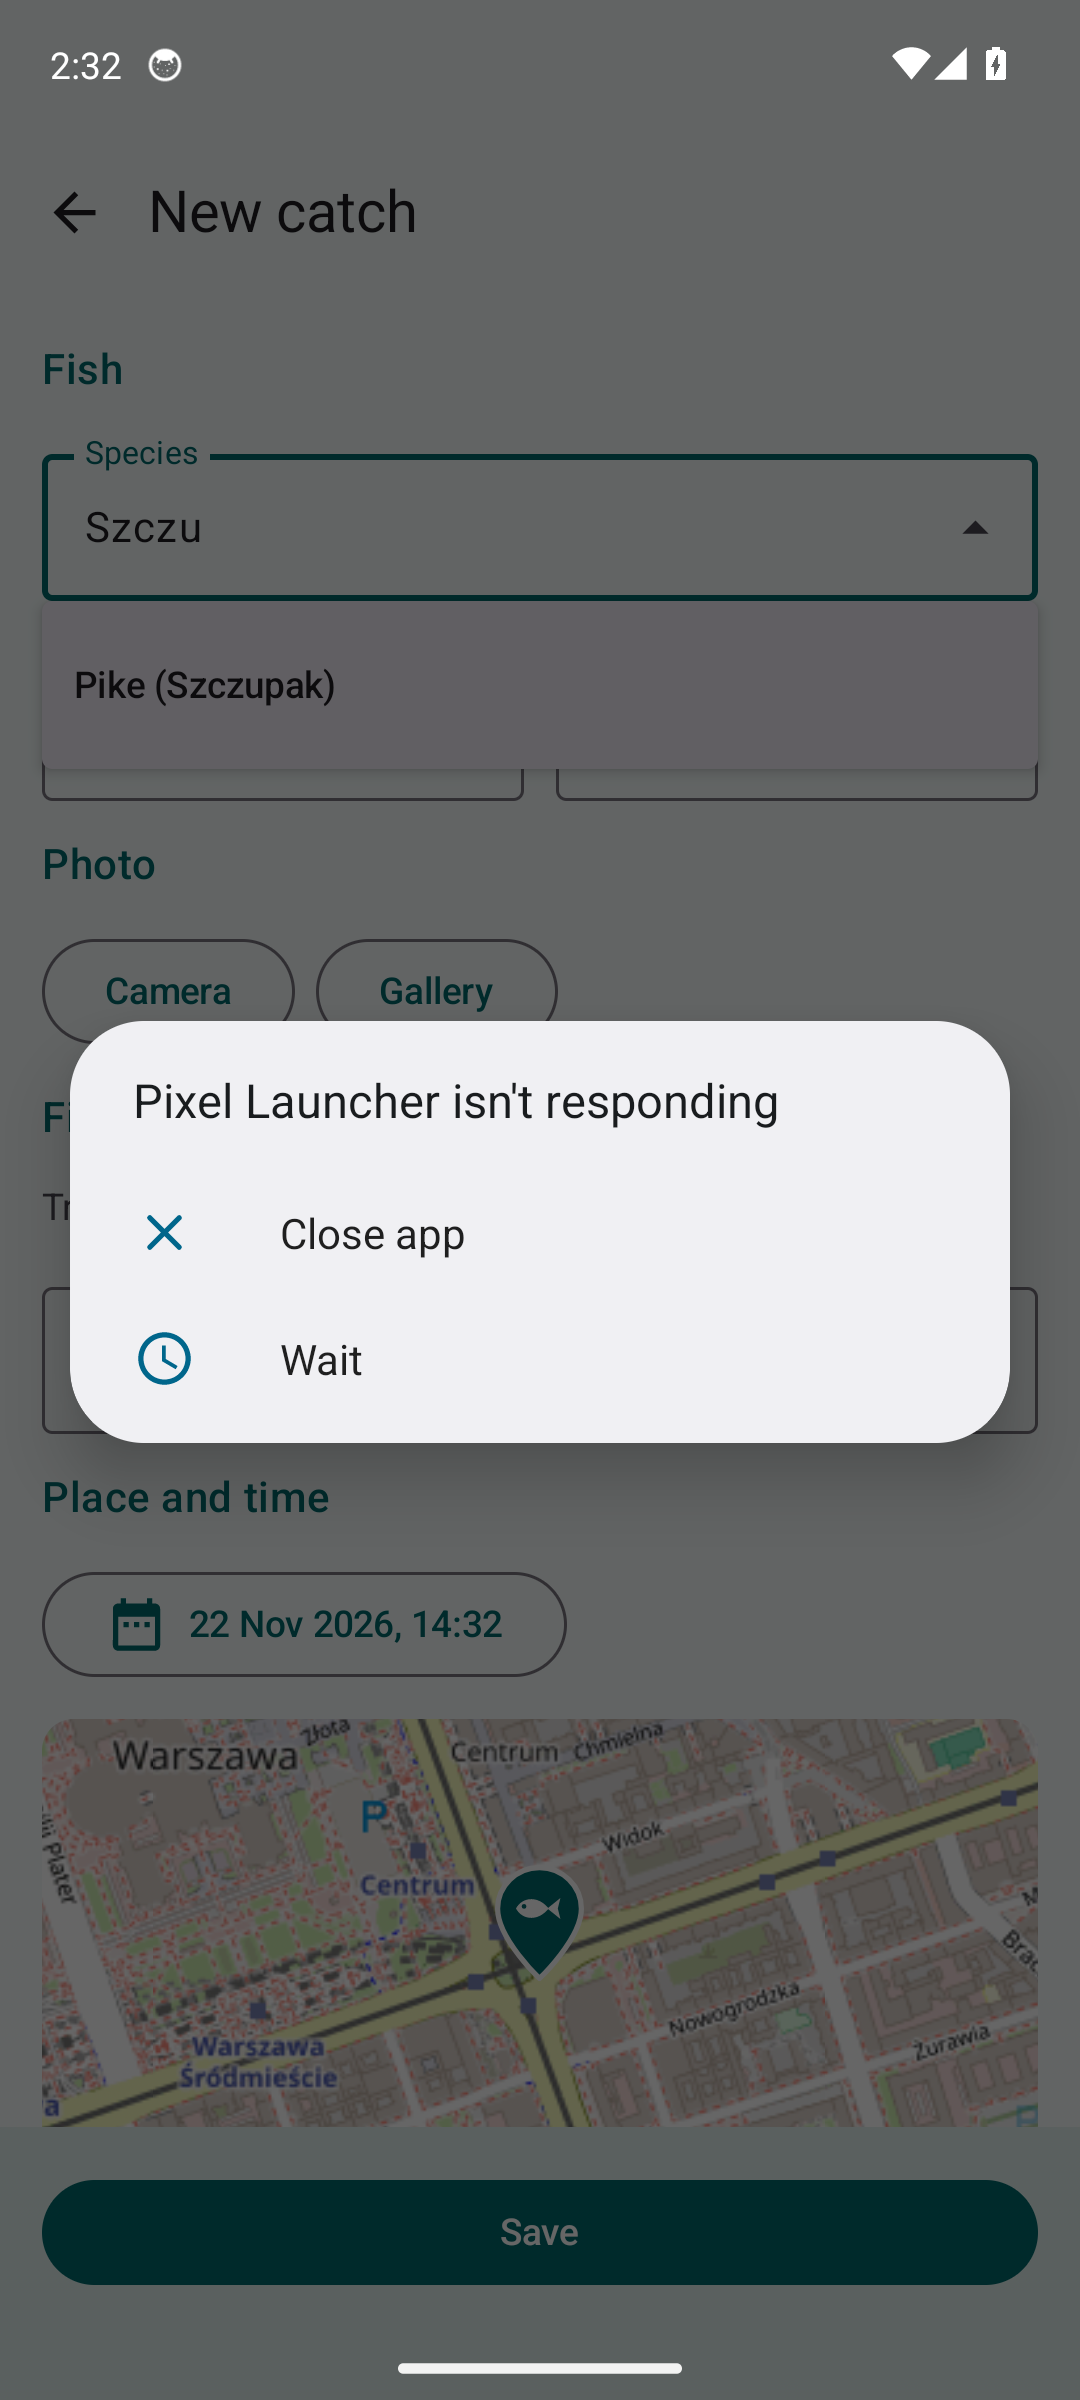 2:32
New catch
Fish
Species
Szczu
Pike (Szczupak)
Photo
Camera
Gallery
Pixel Launcher isn't responding
Close app
Wait
Place and time
22 Nov 2026, 14:32
Warszawa
Złota
Centrum
Chmielna
P
Widok
Plater
Centrum
Nowogrodzka
Żurawia
Warszawa
Śródmieście
Save